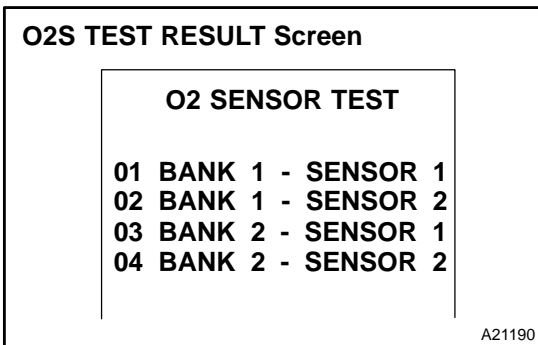 O2S TEST RESULT Screen
O2 SENSOR TEST
01 BANK 1 - SENSOR 1
02 BANK 1 - SENSOR 2
03 BANK 2 - SENSOR 1
04 BANK 2 - SENSOR 2
A21190